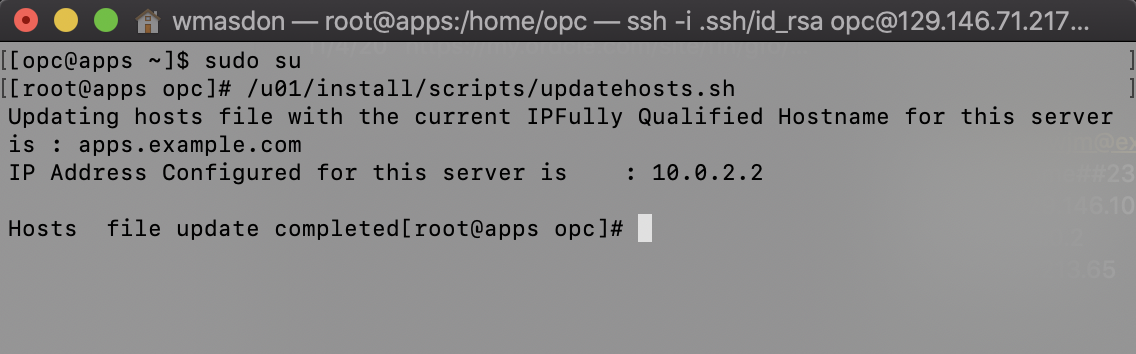 wmasdon — root@apps:/home/opc — ssh -i .ssh/id_rsa opc@129.146.71.217...
[[opc@apps ~]$ sudo su ]
[[root@apps opc]# /u01/install/scripts/updatehosts.sh ]
Updating hosts file with the current IPFully Qualified Hostname for this server
is : apps.example.com
IP Address Configured for this server is    : 10.0.2.2
Hosts  file update completed[root@apps opc]#